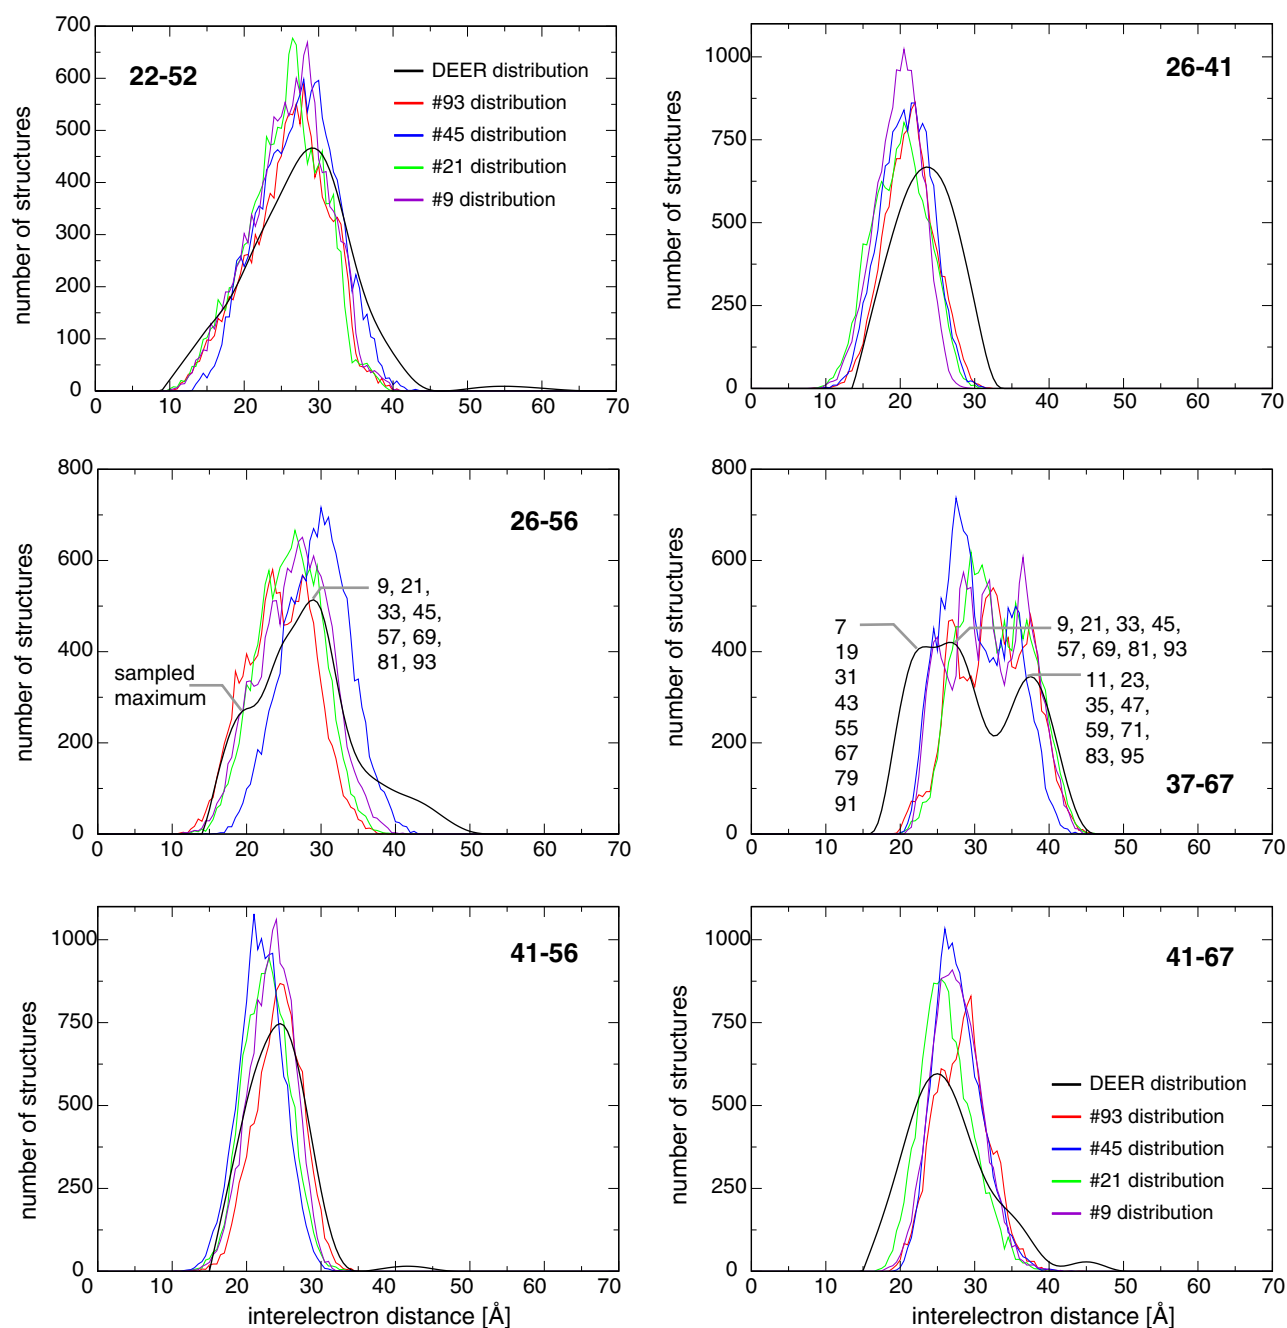 22-52
DEER distribution
#93 distribution
#45 distribution
#21 distribution
#9 distribution
number of structures
700
600
500
400
300
200
100
0
0 10 20 30 40 50 60 70
26-41
number of structures
1000
750
500
250
0
0 10 20 30 40 50 60 70
26-56
number of structures
800
600
400
200
0
sampled
maximum
9, 21,
33, 45,
57, 69,
81, 93
0 10 20 30 40 50 60 70
37-67
number of structures
800
600
400
200
0
7
19
31
43
55
67
79
91
9, 21, 33, 45,
57, 69, 81, 93
11, 23,
35, 47,
59, 71,
83, 95
0 10 20 30 40 50 60 70
41-56
number of structures
1000
750
500
250
0
0 10 20 30 40 50 60 70
interelectron distance [Å]
41-67
number of structures
1000
750
500
250
0
DEER distribution
#93 distribution
#45 distribution
#21 distribution
#9 distribution
0 10 20 30 40 50 60 70
interelectron distance [Å]